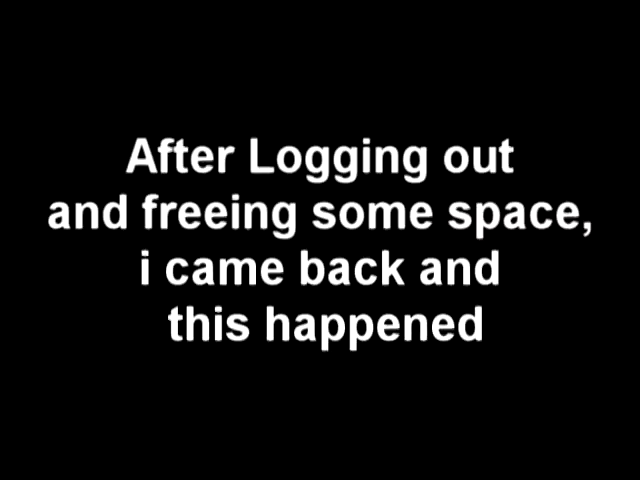 After Logging out
and freeing some space,
i came back and
this happened